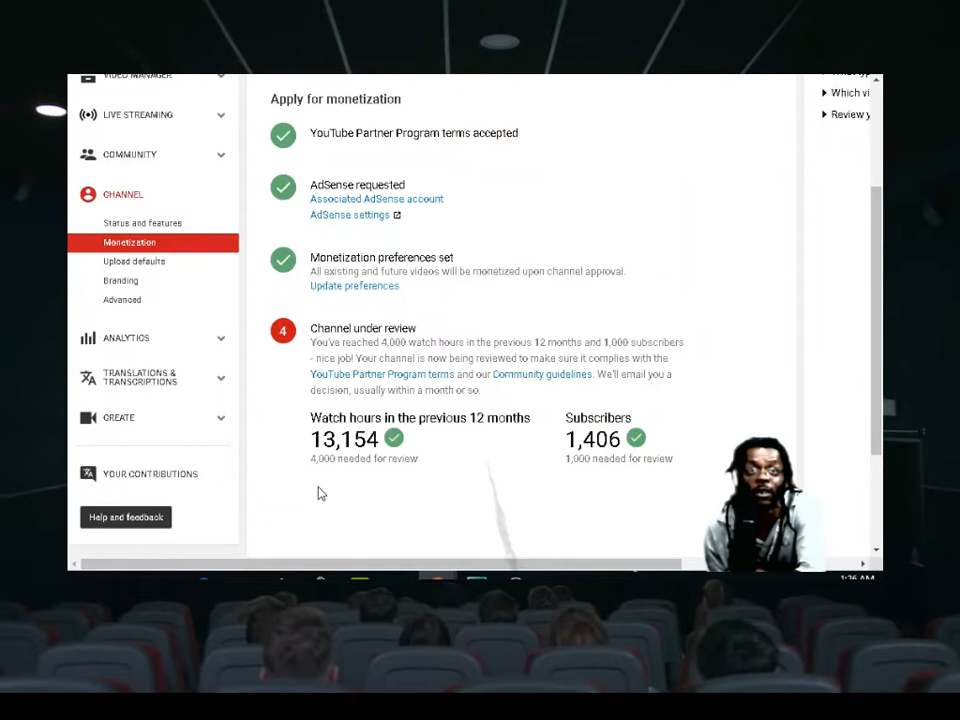 VIDEO MANAGER
LIVE STREAMING
COMMUNITY
CHANNEL
Status and features
Monetization
Upload defaults
Branding
Advanced
ANALYTICS
TRANSLATIONS &
TRANSCRIPTIONS
CREATE
YOUR CONTRIBUTIONS
Help and feedback
Apply for monetization
YouTube Partner Program terms accepted
AdSense requested
Associated AdSense account
AdSense settings
Monetization preferences set
All existing and future videos will be monetized upon channel approval.
Update preferences
4
Channel under review
You've reached 4,000 watch hours in the previous 12 months and 1,000 subscribers
- nice job! Your channel is now being reviewed to make sure it complies with the
YouTube Partner Program terms and our Community guidelines. We'll email you a
decision, usually within a month or so.
Watch hours in the previous 12 months
13,154
4,000 needed for review
Subscribers
1,406
1,000 needed for review
Which vi
Review y
1:26 AM